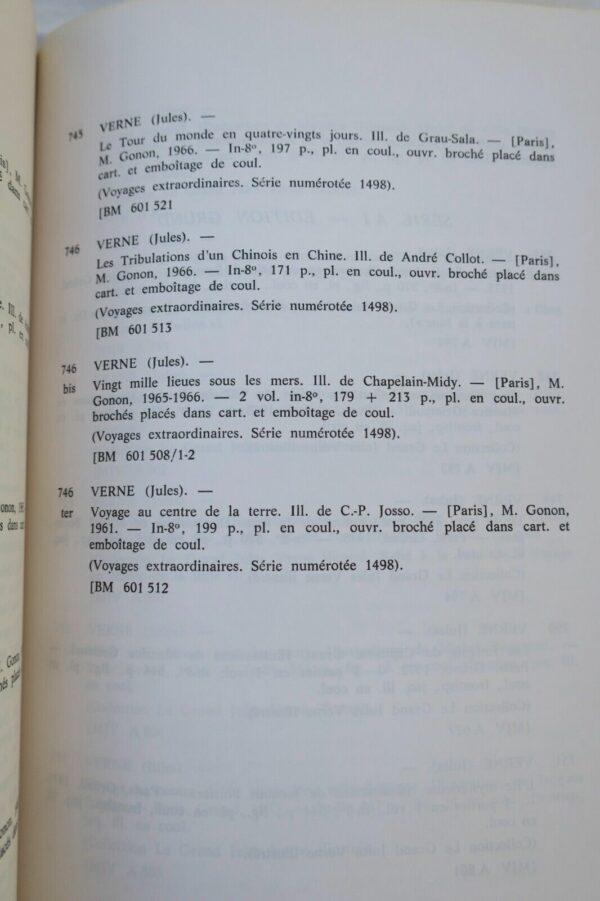 745 VERNE (Jules). —
Le Tour du monde en quatre-vingts jours. Ill. de Grau-Sala. — [Paris],
M. Gonon, 1966. — In-8º, 197 p., pl. en coul., ouvr. broché placé dans
cart. et emboîtage de coul.
(Voyages extraordinaires. Série numérotée 1498).
[BM 601 521
746 VERNE (Jules). —
Les Tribulations d'un Chinois en Chine. Ill. de André Collot. — [Paris],
M. Gonon, 1966. — In-8º, 171 p., pl. en coul., ouvr. broché placé dans
cart. et emboîtage de coul.
(Voyages extraordinaires. Série numérotée 1498).
[BM 601 513
746 VERNE (Jules). —
bis Vingt mille lieues sous les mers. Ill. de Chapelain-Midy. — [Paris], M.
Gonon, 1965-1966. — 2 vol. in-8º, 179 + 213 p., pl. en coul., ouvr.
brochés placés dans cart. et emboîtage de coul.
(Voyages extraordinaires. Série numérotée 1498).
[BM 601 508/1-2
746 VERNE (Jules). —
ter Voyage au centre de la terre. Ill. de C.-P. Josso. — [Paris], M. Gonon,
1961. — In-8º, 199 p., pl. en coul., ouvr. broché placé dans cart. et
emboîtage de coul.
(Voyages extraordinaires. Série numérotée 1498).
[BM 601 512